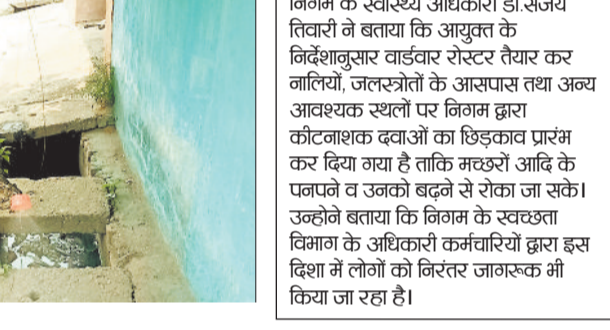 निगम के स्वास्थ्य अधिकारी डॉ.संजय
तिवारी ने बताया कि आयुक्त के
निर्देशानुसार वार्डवार रोस्टर तैयार कर
नालियों, जलस्त्रोतों के आसपास तथा अन्य
आवश्यक स्थलों पर निगम द्वारा
कीटनाशक दवाओं का छिड़काव प्रारंभ
कर दिया गया है ताकि मच्छरों आदि के
पनपने व उनको बढ़ने से रोका जा सके।
उन्होने बताया कि निगम के स्वच्छता
विभाग के अधिकारी कर्मचारियों द्वारा इस
दिशा में लोगों को निरंतर जागरूक भी
किया जा रहा है।